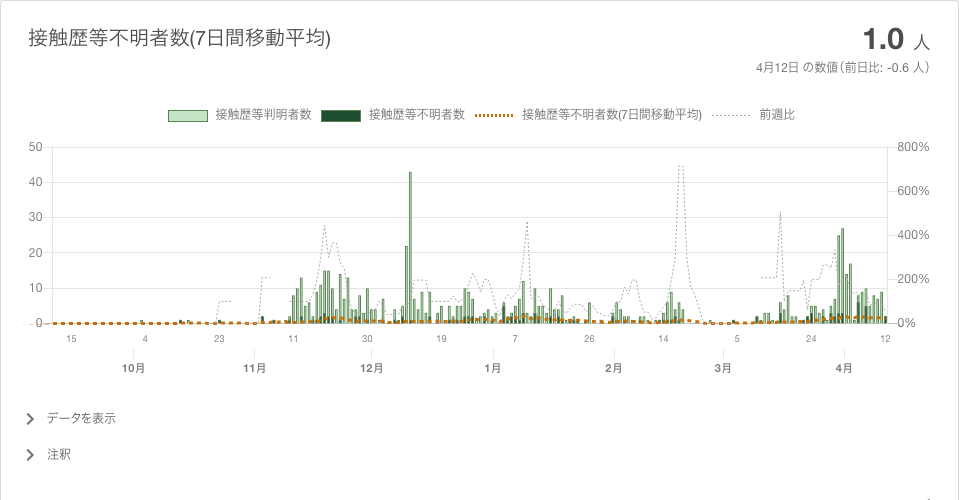 接触歴等不明者数(7日間移動平均)
1.0 人
4月12日 の数値（前日比: -0.6 人）
接触歴等判明者数 接触歴等不明者数 接触歴等不明者数(7日間移動平均) 前週比
50 800%
40 600%
30 400%
20 200%
10
0 0%
15 4 23 11 30 19 7 26 14 5 24 12
10月 11月 12月 1月 2月 3月 4月
データを表示
注釈